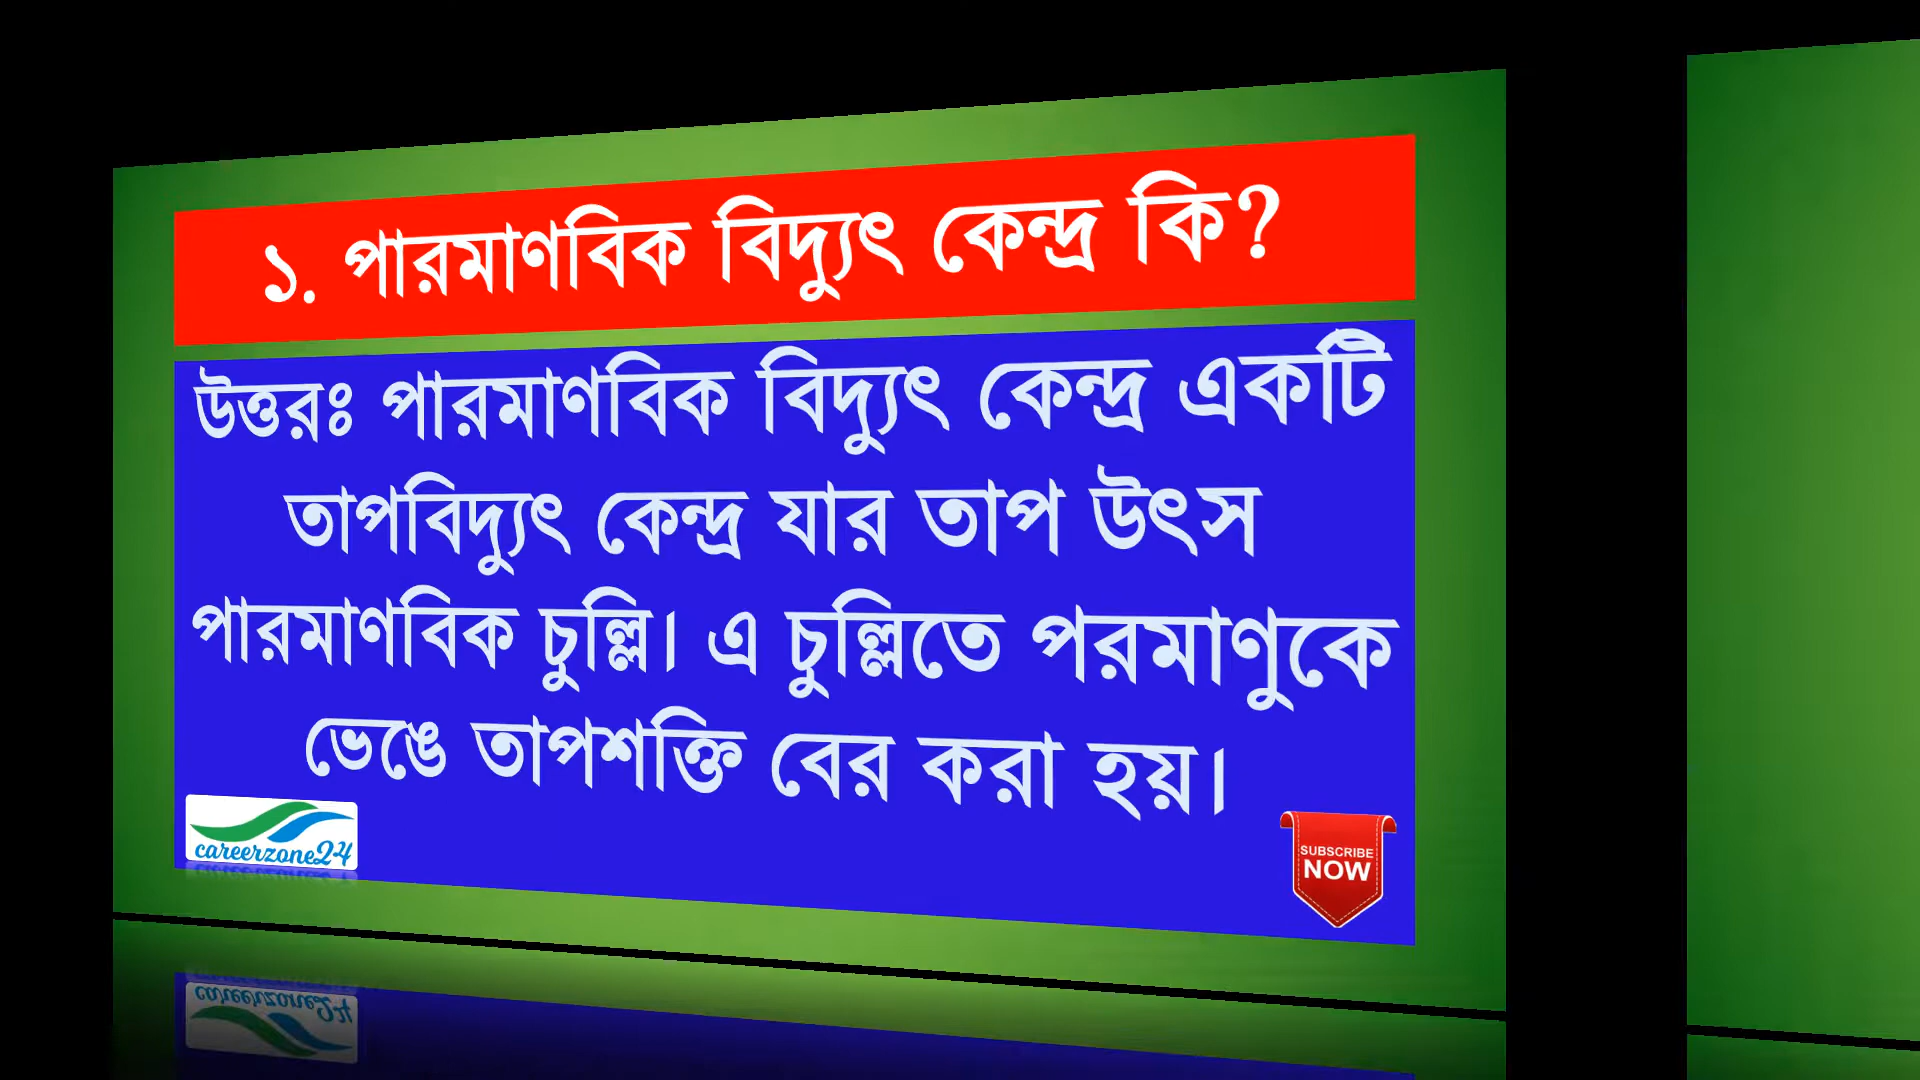 ১. পারমাণবিক বিদ্যুৎ কেন্দ্র কি?
উত্তরঃ পারমাণবিক বিদ্যুৎ কেন্দ্র একটি
তাপবিদ্যুৎ কেন্দ্র যার তাপ উৎস
পারমাণবিক চুল্লি। এ চুল্লিতে পরমাণুকে
ভেঙে তাপশক্তি বের করা হয়।
careerzone24
SUBSCRIBE
NOW